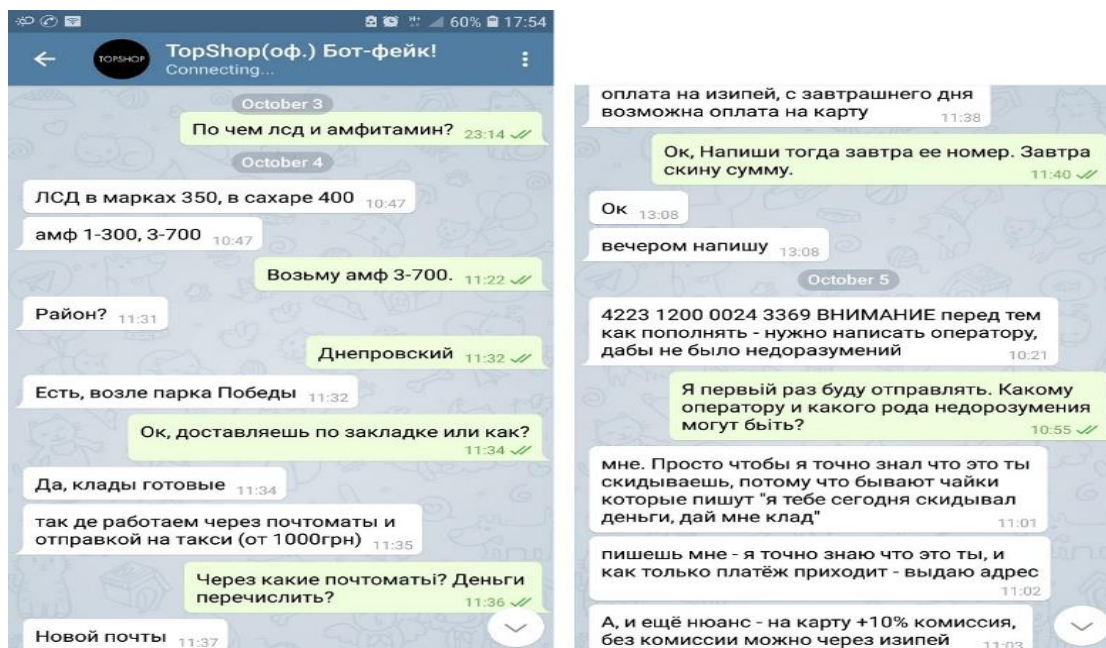 60% 17:54
TOPSHOP
TopShop(оф.) Бот-фейк!
Connecting...
October 3
По чем лсд и амфитамин? 23:14
October 4
ЛСД в марках 350, в сахаре 400 10:47
амф 1-300, 3-700 10:47
Возьму амф 3-700. 11:22
Район? 11:31
Днепровский 11:32
Есть, возле парка Победы 11:32
Ок, доставляешь по закладке или как?
11:34
Да, клады готовые 11:34
так де работаем через почтоматы и
отправкой на такси (от 1000грн) 11:35
Через какие почтоматьі? Деньги
перечислить? 11:36
Новой почты 11:37
оплата на изипей, с завтрашнего дня
возможна оплата на карту 11:38
Ок, Напиши тогда завтра ее номер. Завтра
скину сумму. 11:40
Ок 13:08
вечером напишу 13:08
October 5
4223 1200 0024 3369 ВНИМАНИЕ перед тем
как пополнять - нужно написать оператору,
дабы не было недоразумений 10:21
Я первьій раз буду отправлять. Какому
оператору и какого рода недорозумения
могут бьіть? 10:55
мне. Просто чтобы я точно знал что это ты
скидываешь, потому что бывают чайки
которые пишут "я тебе сегодня скидывал
деньги, дай мне клад" 11:01
пишешь мне - я точно знаю что это ты, и
как только платёж приходит - выдаю адрес
11:02
А, и ещё нюанс - на карту +10% комиссия,
без комиссии можно через изипей 11:03